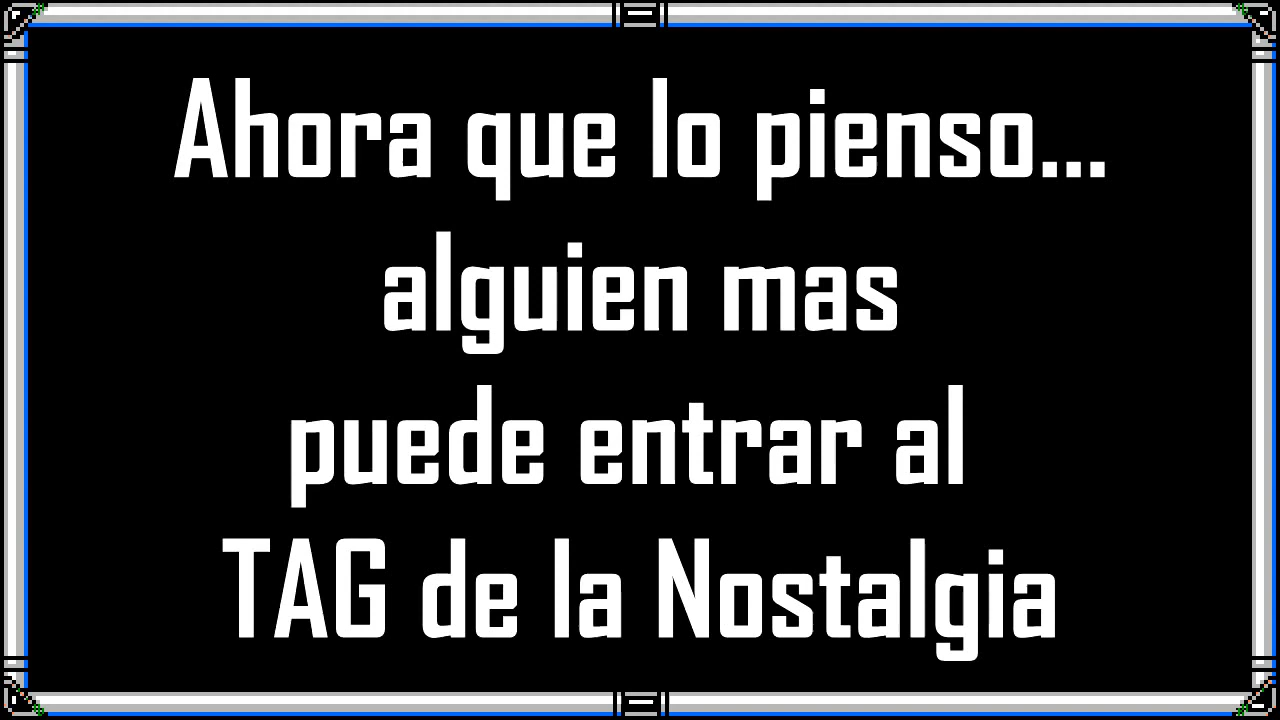 Ahora que lo pienso...
alguien mas
puede entrar al
TAG de la Nostalgia